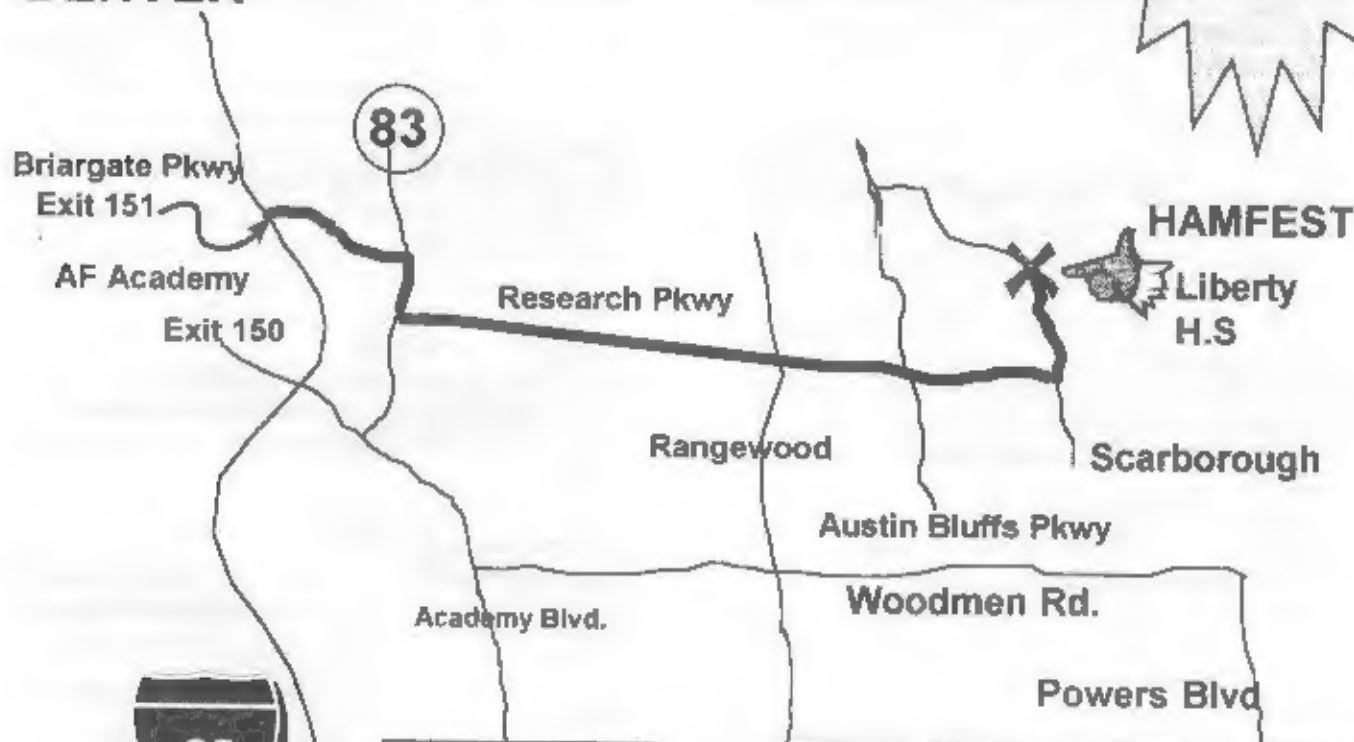 83
Briargate Pkwy
Exit 151
HAMFEST
AF Academy
Liberty
H.S
Research Pkwy
Exit 150
Rangewood
Scarborough
Austin Bluffs Pkwy
Woodmen Rd.
Academy Blvd.
Powers Blvd